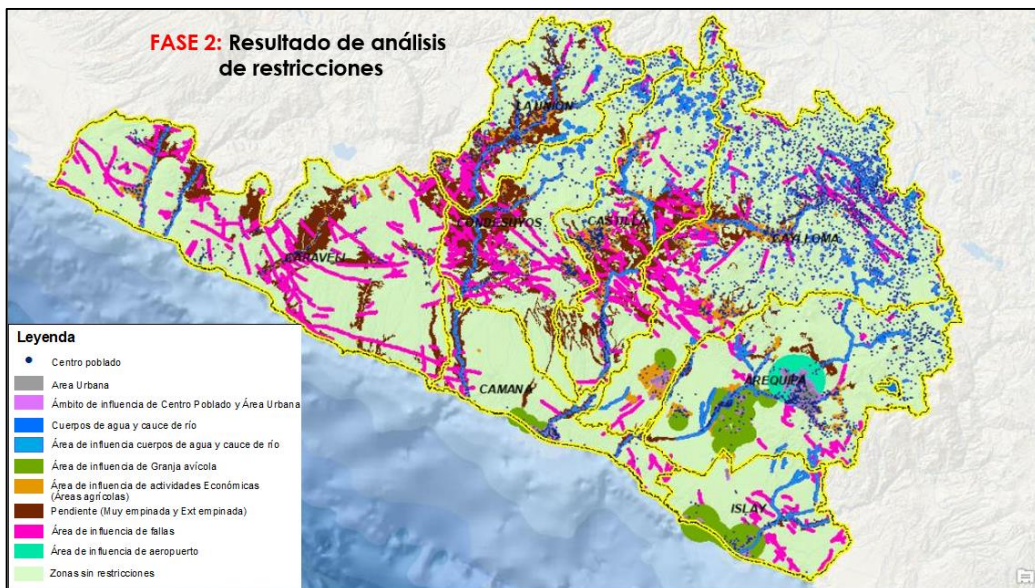 FASE 2: Resultado de análisis
de restricciones
LA UNION
CONDESUYOS
CASTILLA
CAYLLOMA
CARAVELI
AREQUIPA
CAMANA
ISLAY
Leyenda
Centro poblado
Area Urbana
Ámbito de influencia de Centro Poblado y Área Urbana
Cuerpos de agua y cauce de río
Área de influencia cuerpos de agua y cauce de río
Área de influencia de Granja avícola
Área de influencia de actividades Económicas
(Áreas agrícolas)
Pendiente (Muy empinada y Ext empinada)
Área de influencia de fallas
Área de influencia de aeropuerto
Zonas sin restricciones